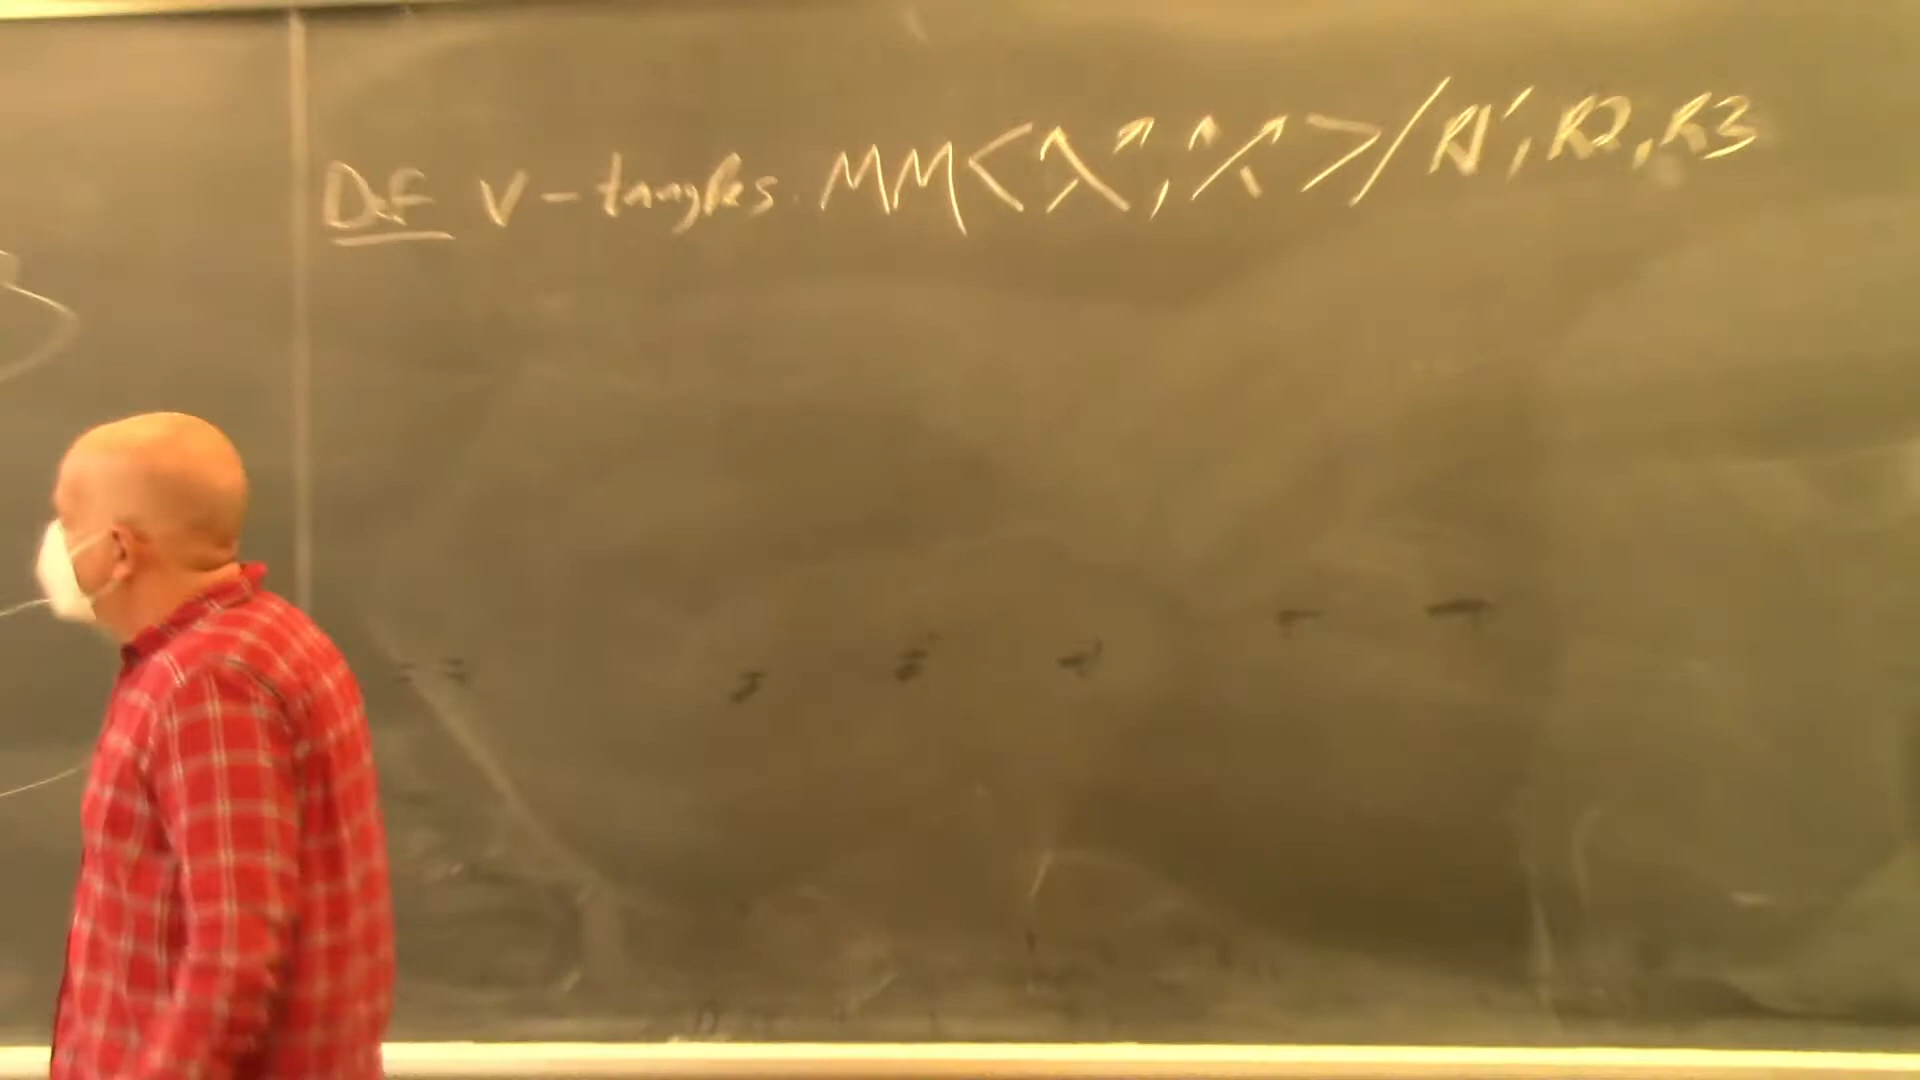 Def v-tangles. MM< , >/R1', R2, R3